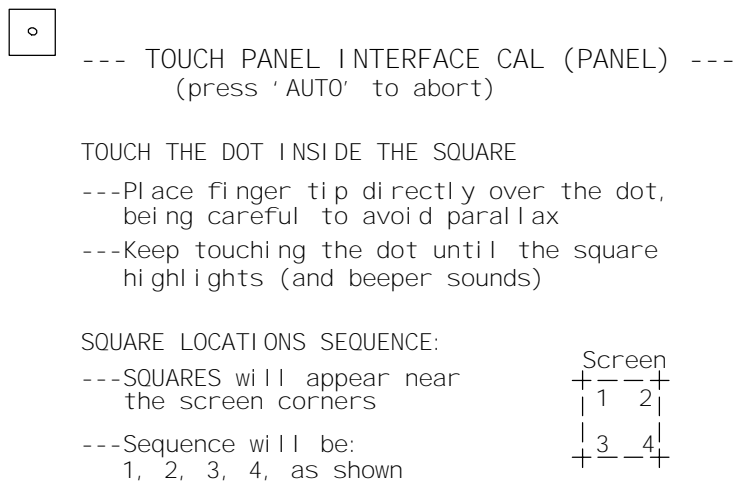 --- TOUCH PANEL INTERFACE CAL (PANEL) ---
(press 'AUTO' to abort)
TOUCH THE DOT INSIDE THE SQUARE
---Place finger tip directly over the dot,
being careful to avoid parallax
---Keep touching the dot until the square
highlights (and beeper sounds)
SQUARE LOCATIONS SEQUENCE:
---SQUARES will appear near
the screen corners
---Sequence will be:
1, 2, 3, 4, as shown
Screen
+---+
| 1 2 |
| 3 4 |
+---+